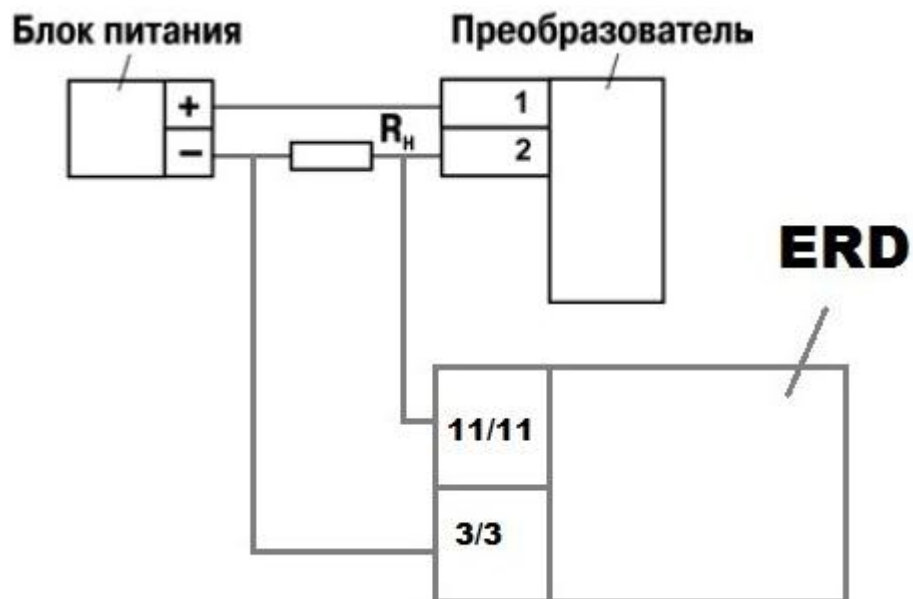 Блок питания
Преобразователь
+
1
Rн
−
2
ERD
11/11
3/3